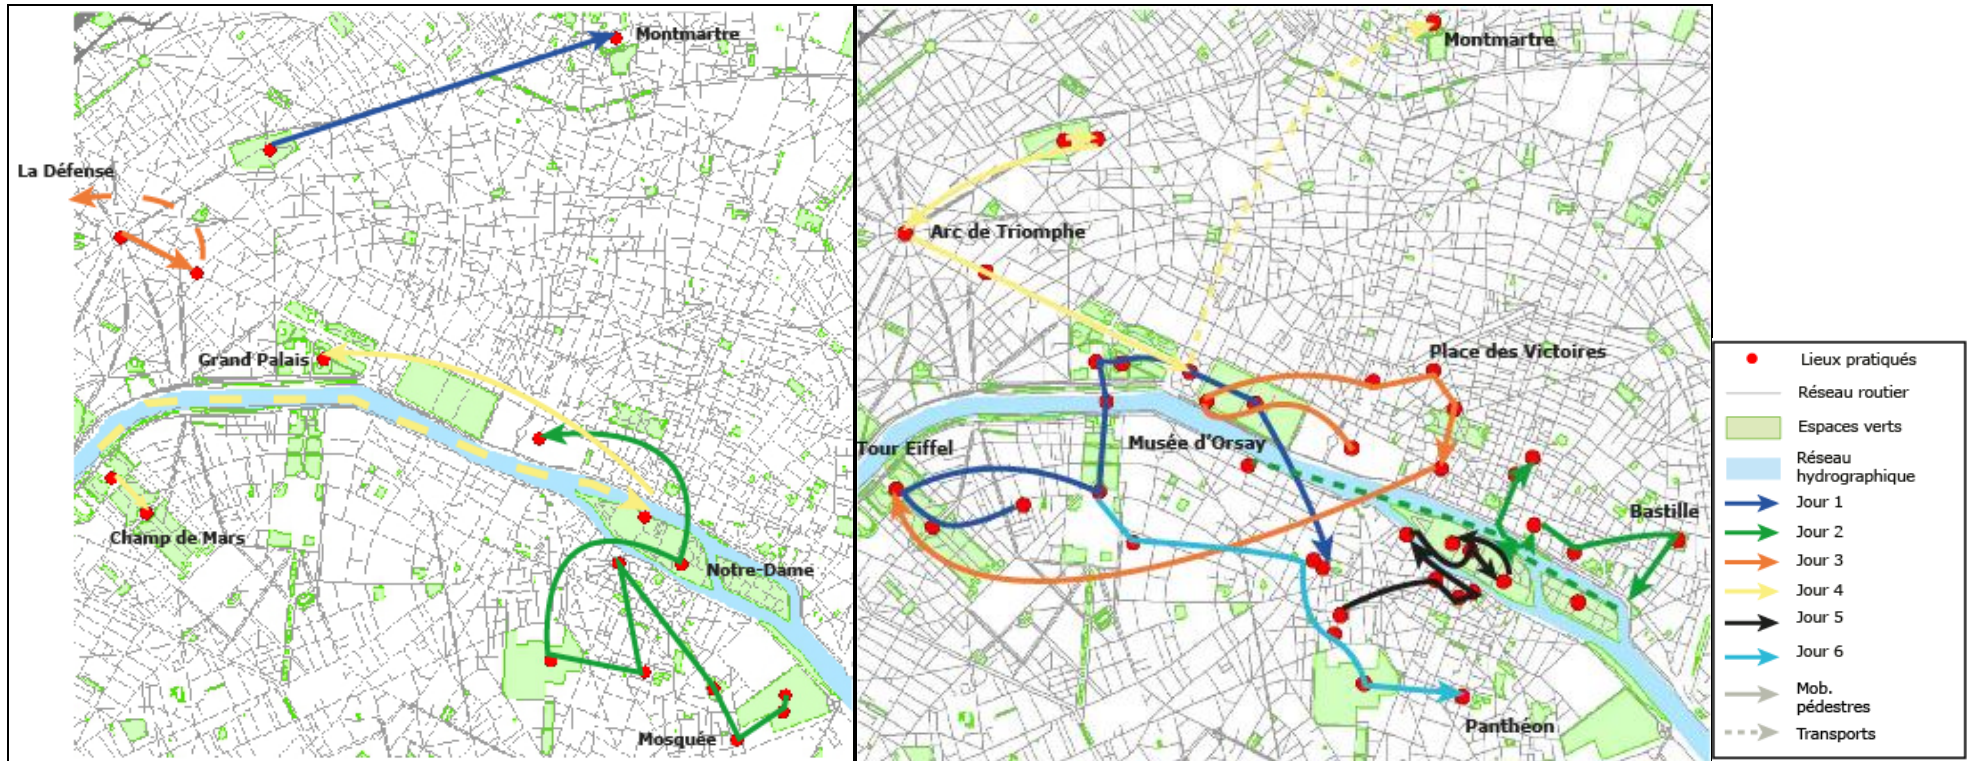 Montmartre
La Défense
Grand Palais
Champ de Mars
Notre-Dame
Mosquée
Montmartre
Arc de Triomphe
Place des Victoires
Tour Eiffel
Musée d'Orsay
Bastille
Panthéon
Lieux pratiqués
Réseau routier
Espaces verts
Réseau
hydrographique
Jour 1
Jour 2
Jour 3
Jour 4
Jour 5
Jour 6
Mob.
pédestres
Transports